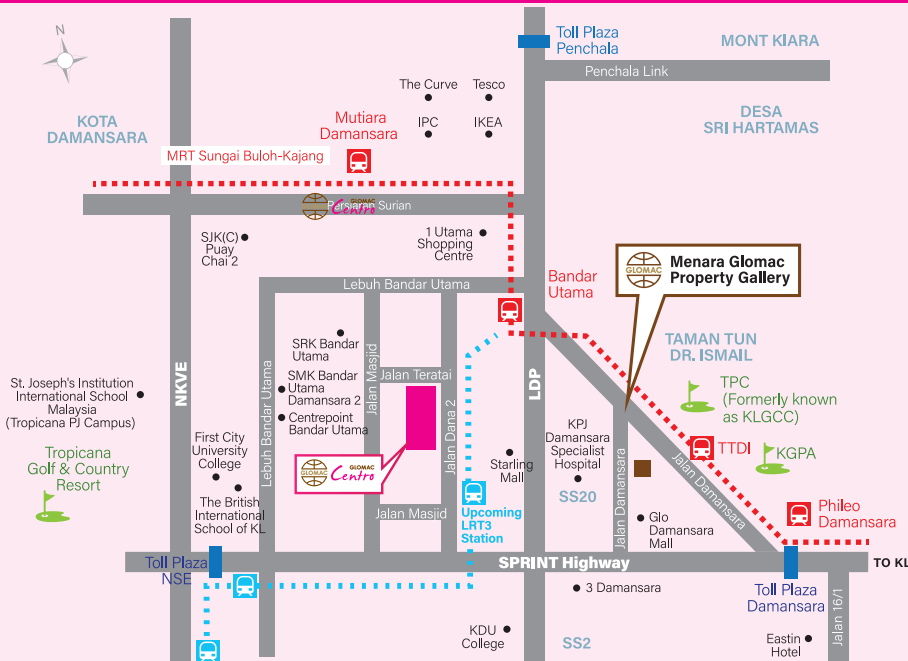 N
Toll Plaza
Penchala
MONT KIARA
Penchala Link
The Curve
Tesco
KOTA
DAMANSARA
Mutiara
Damansara
IPC
IKEA
DESA
SRI HARTAMAS
MRT Sungai Buloh-Kajang
GLOMAC
GLOMAC
Centro
Persiaran Surian
SJK(C)
Puay
Chai 2
1 Utama
Shopping
Centre
GLOMAC
Menara Glomac
Property Gallery
Lebuh Bandar Utama
Bandar
Utama
SRK Bandar
Utama
TAMAN TUN
DR. ISMAIL
NKVE
LDP
Jalan Masjid
Jalan Teratai
St. Joseph's Institution
International School
Malaysia
(Tropicana PJ Campus)
SMK Bandar
Utama
Damansara 2
Centrepoint
Bandar Utama
Lebuh Bandar Utama
Jalan Dana 2
TPC
(Formerly known
as KLGCC)
KPJ
Damansara
Specialist
Hospital
First City
University
College
Tropicana
Golf & Country
Resort
GLOMAC
GLOMAC
Centro
Starling
Mall
TTDI
KGPA
SS20
Jalan Damansara
Jalan Damansara
The British
International
School of KL
Jalan Masjid
Upcoming
LRT3
Station
Glo
Damansara
Mall
Phileo
Damansara
Toll Plaza
NSE
SPRINT Highway
TO KL
3 Damansara
Toll Plaza
Damansara
Jalan 16/1
KDU
College
SS2
Eastin
Hotel